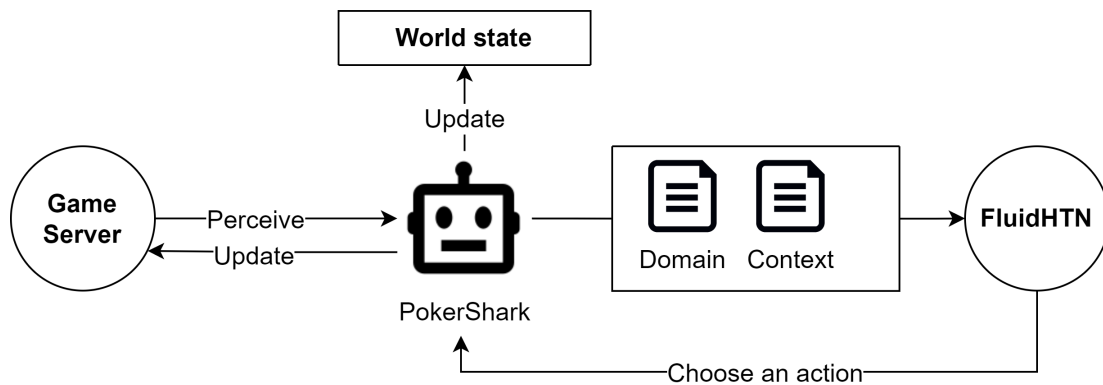 World state
Update
Game
Server
Perceive
Update
PokerShark
Domain
Context
FluidHTN
Choose an action